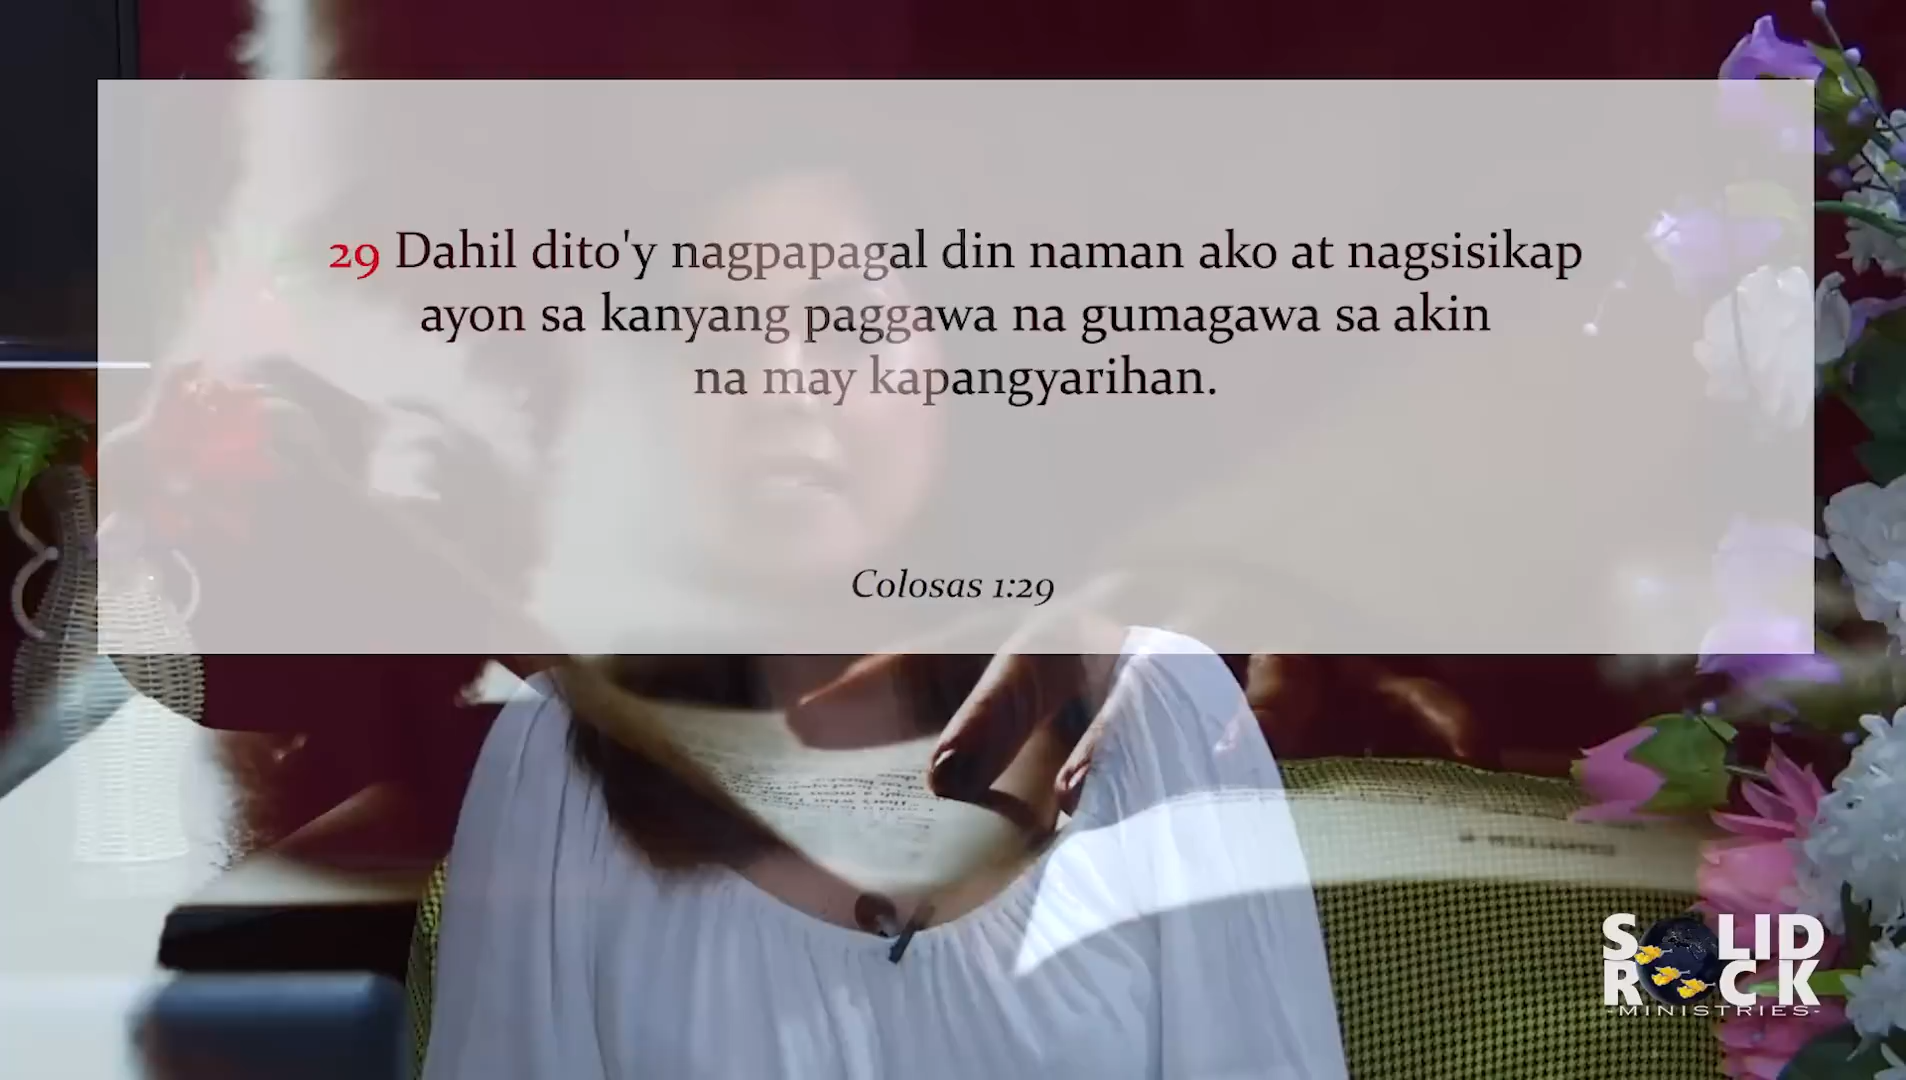 29 Dahil dito'y nagpapagal din naman ako at nagsisikap
ayon sa kanyang paggawa na gumagawa sa akin
na may kapangyarihan.
Colosas 1:29
SOLID
ROCK
-MINISTRIES-